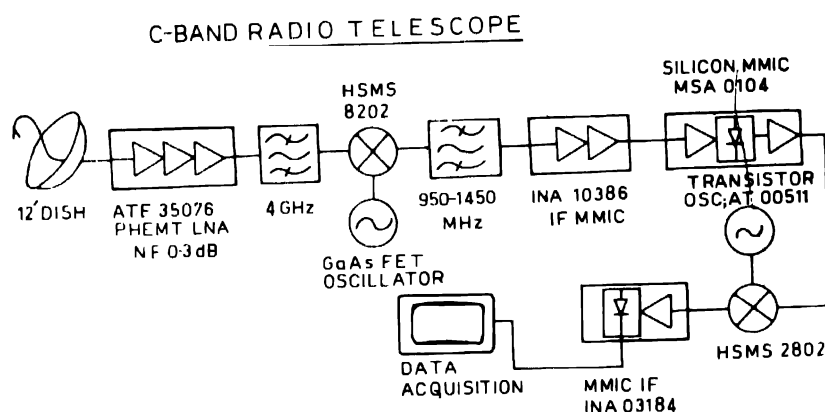 C-BAND RADIO TELESCOPE
SILICON MMIC
MSA 0104
HSMS
8202
12' DISH
ATF 35076
PHEMT LNA
NF 0·3dB
4GHz
GaAs FET
OSCILLATOR
950-1450
MHz
INA 10386
IF MMIC
TRANSISTOR
OSC;AT 00511
HSMS 2802
DATA
ACQUISITION
MMIC IF
INA 03184